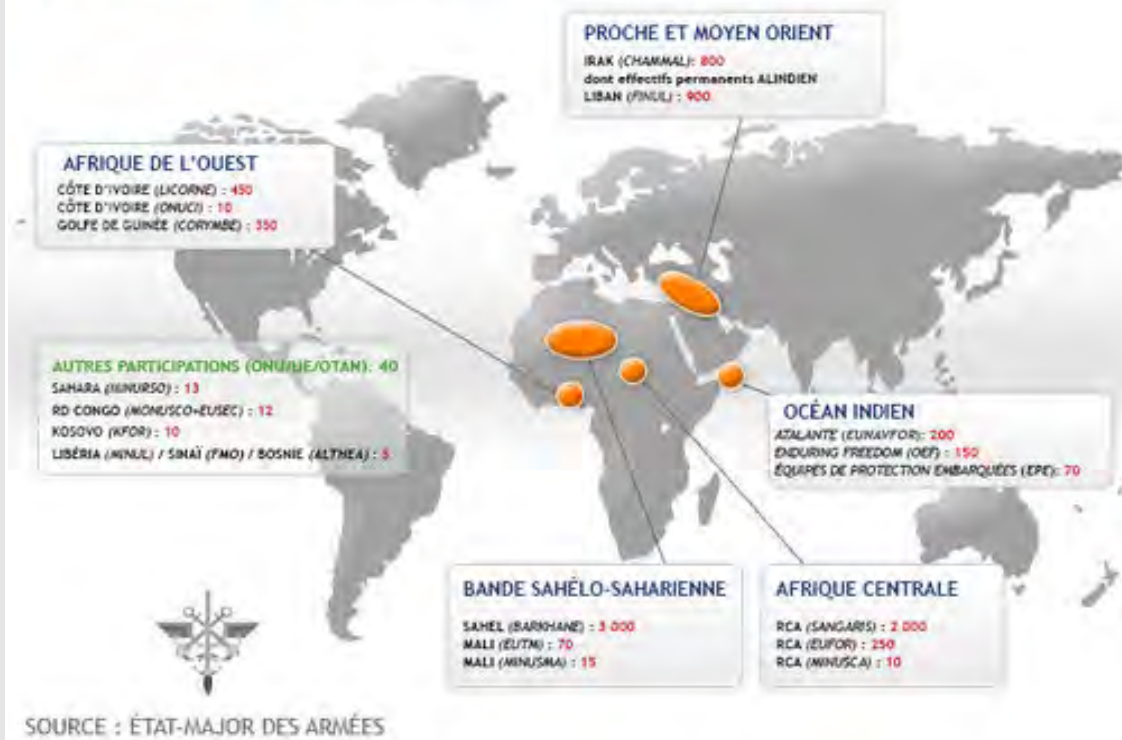 PROCHE ET MOYEN ORIENT
IRAK (CHAMMAL): 800
dont effectifs permanents ALINDIEN
LIBAN (FINUL) : 900
AFRIQUE DE L'OUEST
CÔTE D'IVOIRE (LICORNE) : 450
CÔTE D'IVOIRE (ONUCI) : 10
GOLFE DE GUINÉE (CORYMBE) : 350
AUTRES PARTICIPATIONS (ONU/UE/OTAN): 40
SAHARA (MINURSO) : 13
RD CONGO (MONUSCO+EUSEC) : 12
KOSOVO (KFOR) : 10
LIBÉRIA (MINUL) / SINAÏ (FMO) / BOSNIE (ALTHEA) : 5
OCÉAN INDIEN
ATALANTE (EUNAVFOR): 200
ENDURING FREEDOM (OEF) : 150
ÉQUIPES DE PROTECTION EMBARQUÉES (EPE): 70
BANDE SAHÉLO-SAHARIENNE
SAHEL (BARKHANE) : 3 000
MALI (EUTM) : 70
MALI (MINUSMA) : 15
AFRIQUE CENTRALE
RCA (SANGARIS) : 2 000
RCA (EUFOR) : 250
RCA (MINUSCA) : 10
SOURCE : ÉTAT-MAJOR DES ARMÉES